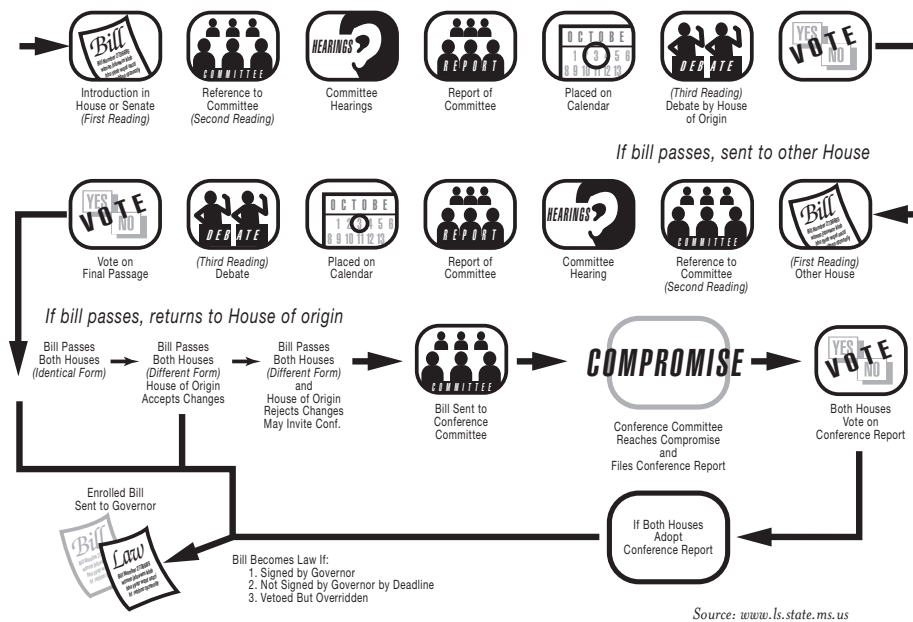 Bill
COMMITTEE
HEARINGS
REPORT
OCTOBE
1 3 5 6
8 9 10 11 12 13
DEBATE
YES
VOTE
NO
Introduction in
House or Senate
(First Reading)
Reference to
Committee
(Second Reading)
Committee
Hearings
Report of
Committee
Placed on
Calendar
(Third Reading)
Debate by House
of Origin
If bill passes, sent to other House
YES
VOTE
NO
DEBATE
OCTOBE
1 2 3 4 5 6
8 9 10 11 12 13
REPORT
HEARINGS
COMMITTEE
Bill
Vote on
Final Passage
(Third Reading)
Debate
Placed on
Calendar
Report of
Committee
Committee
Hearing
Reference to
Committee
(Second Reading)
(First Reading)
Other House
If bill passes, returns to House of origin
Bill Passes
Both Houses
(Identical Form)
Bill Passes
Both Houses
(Different Form)
House of Origin
Accepts Changes
Bill Passes
Both Houses
(Different Form)
and
House of Origin
Rejects Changes
May Invite Conf.
COMMITTEE
Bill Sent to
Conference
Committee
COMPROMISE
Conference Committee
Reaches Compromise
and
Files Conference Report
YES
VOTE
NO
Both Houses
Vote on
Conference Report
Enrolled Bill
Sent to Governor
Bill
Law
If Both Houses
Adopt
Conference Report
Bill Becomes Law If:
1. Signed by Governor
2. Not Signed by Governor by Deadline
3. Vetoed But Overridden
Source: www.ls.state.ms.us